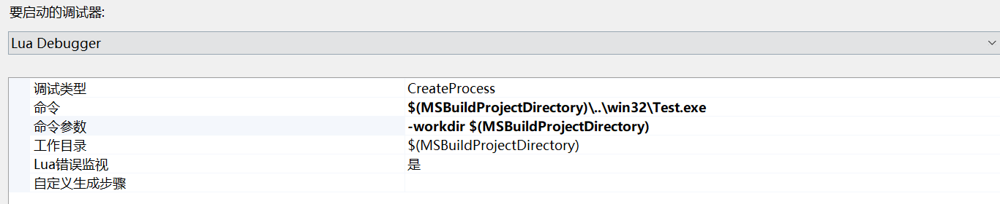 要启动的调试器:
Lua Debugger
调试类型 CreateProcess
命令 $(MSBuildProjectDirectory)\..\win32\Test.exe
命令参数 -workdir $(MSBuildProjectDirectory)
工作目录 $(MSBuildProjectDirectory)
Lua错误监视 是
自定义生成步骤